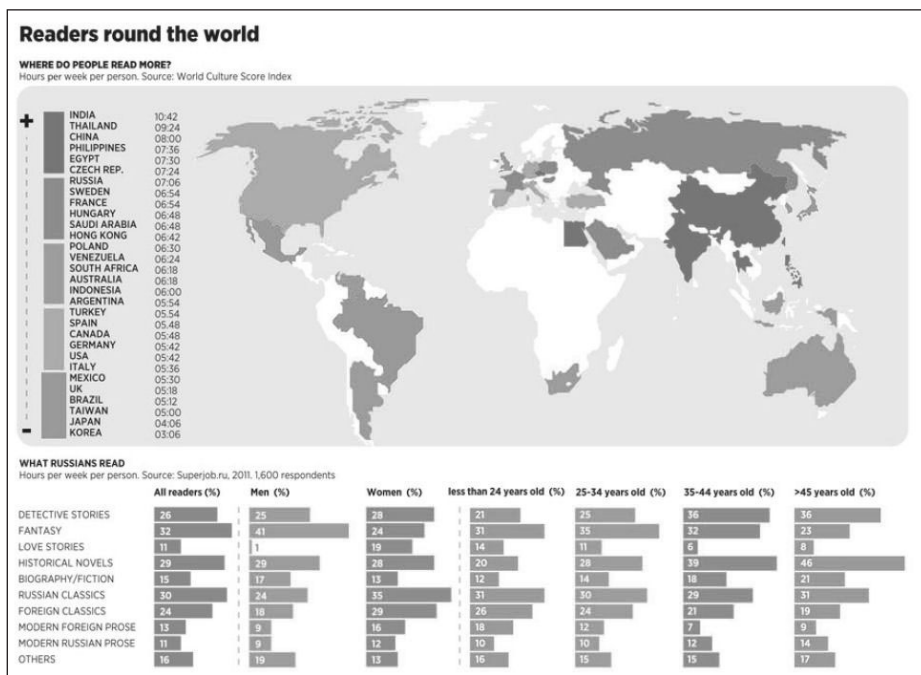 Readers round the world
WHERE DO PEOPLE READ MORE?
Hours per week per person. Source: World Culture Score Index
+
INDIA 10:42
THAILAND 09:24
CHINA 08:00
PHILIPPINES 07:36
EGYPT 07:30
CZECH REP. 07:24
RUSSIA 07:06
SWEDEN 06:54
FRANCE 06:54
HUNGARY 06:48
SAUDI ARABIA 06:48
HONG KONG 06:42
POLAND 06:30
VENEZUELA 06:24
SOUTH AFRICA 06:18
AUSTRALIA 06:18
INDONESIA 06:00
ARGENTINA 05:54
TURKEY 05:54
SPAIN 05.48
CANADA 05:48
GERMANY 05:42
USA 05:42
ITALY 05:36
MEXICO 05:30
UK 05:18
BRAZIL 05:12
TAIWAN 05:00
JAPAN 04:06
KOREA 03:06
-
WHAT RUSSIANS READ
Hours per week per person. Source: Superjob.ru, 2011. 1,600 respondents
All readers (%) Men (%) Women (%) less than 24 years old (%) 25-34 years old (%) 35-44 years old (%) >45 years old (%)
DETECTIVE STORIES 26 25 28 21 25 36 36
FANTASY 32 41 24 31 35 32 23
LOVE STORIES 11 1 19 14 11 6 8
HISTORICAL NOVELS 29 29 28 20 28 39 46
BIOGRAPHY/FICTION 15 17 13 12 14 18 21
RUSSIAN CLASSICS 30 24 35 31 30 29 31
FOREIGN CLASSICS 24 18 29 26 24 21 19
MODERN FOREIGN PROSE 13 9 16 18 12 7 9
MODERN RUSSIAN PROSE 11 9 12 10 10 12 14
OTHERS 16 19 13 16 15 15 17